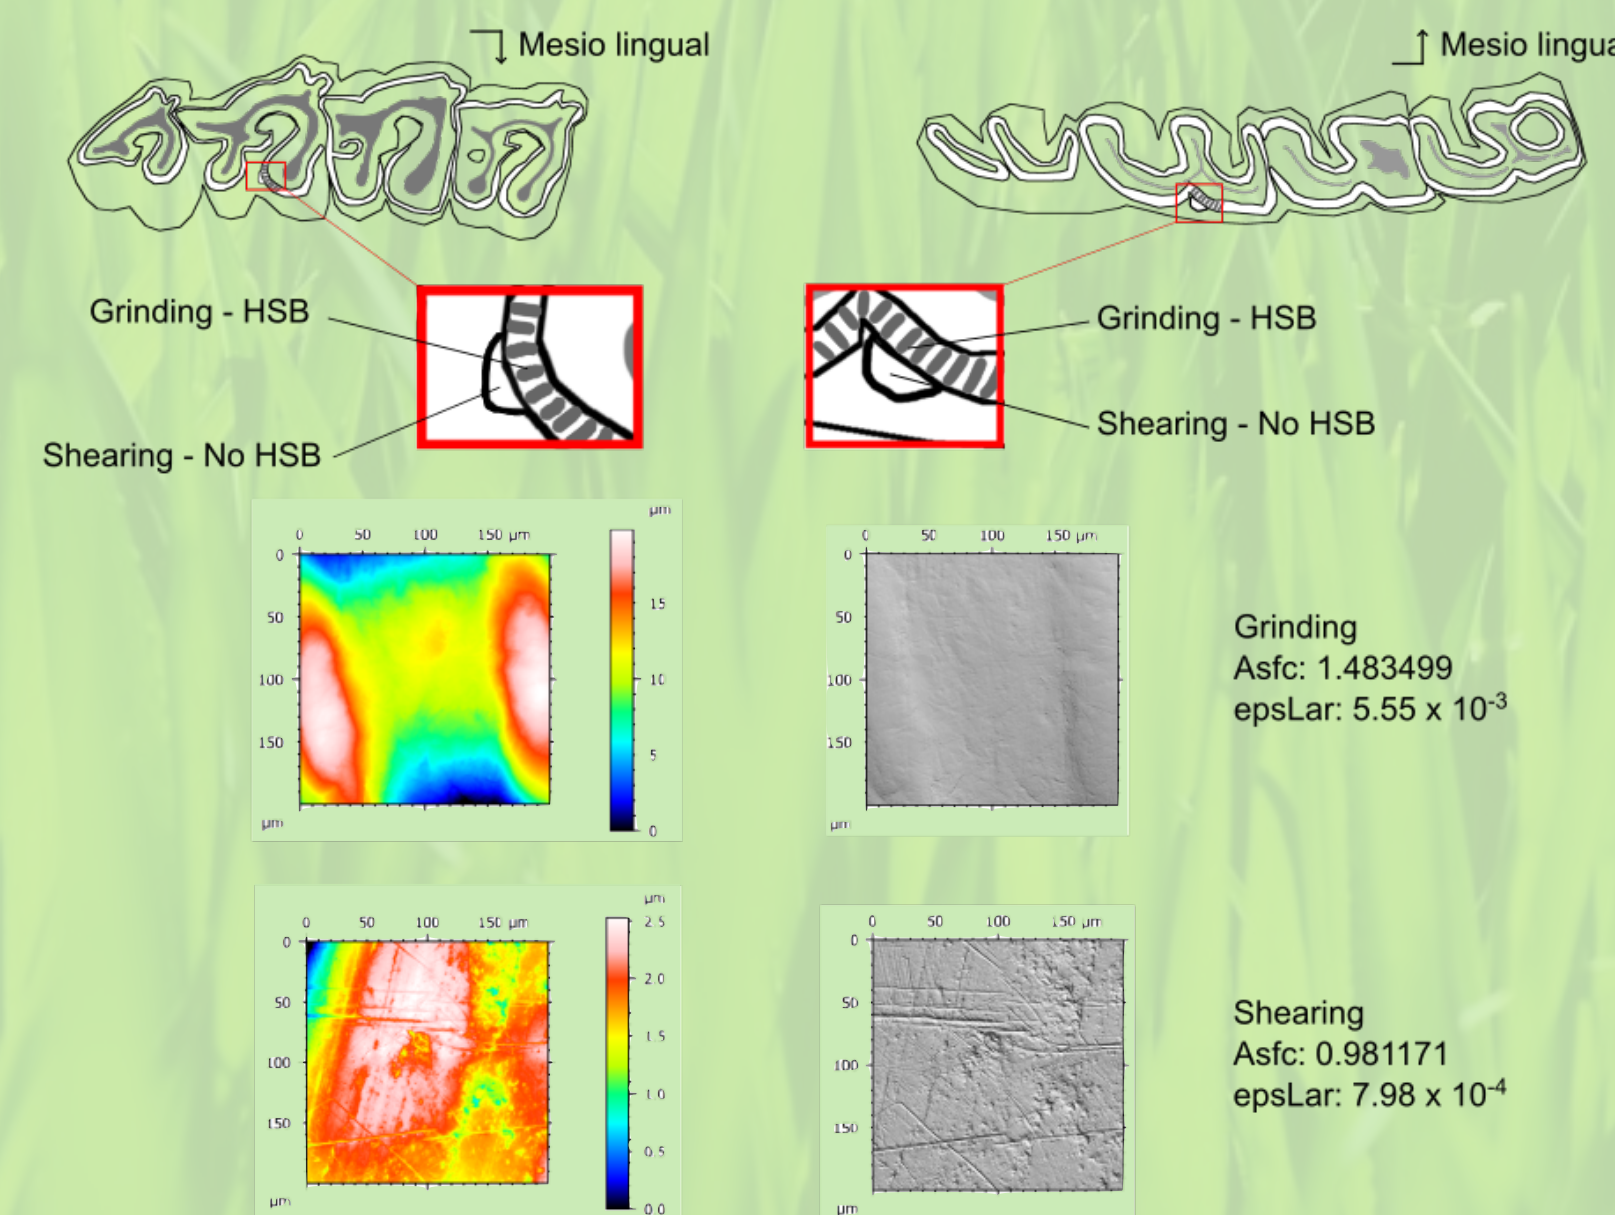 Mesio lingual
Mesio lingua
Grinding - HSB
Shearing - No HSB
Grinding - HSB
Shearing - No HSB
µm
0 50 100 150 µm
0
50
100
150
µm
15
10
5
0
0 50 100 150 µm
0
50
100
150
µm
Grinding
Asfc: 1.483499
epsLar: 5.55 x 10⁻³
µm
0 50 100 150 µm
0
50
100
150
µm
2.5
2.0
1.5
1.0
0.5
0.0
0 50 100 150 µm
0
50
100
150
µm
Shearing
Asfc: 0.981171
epsLar: 7.98 x 10⁻⁴